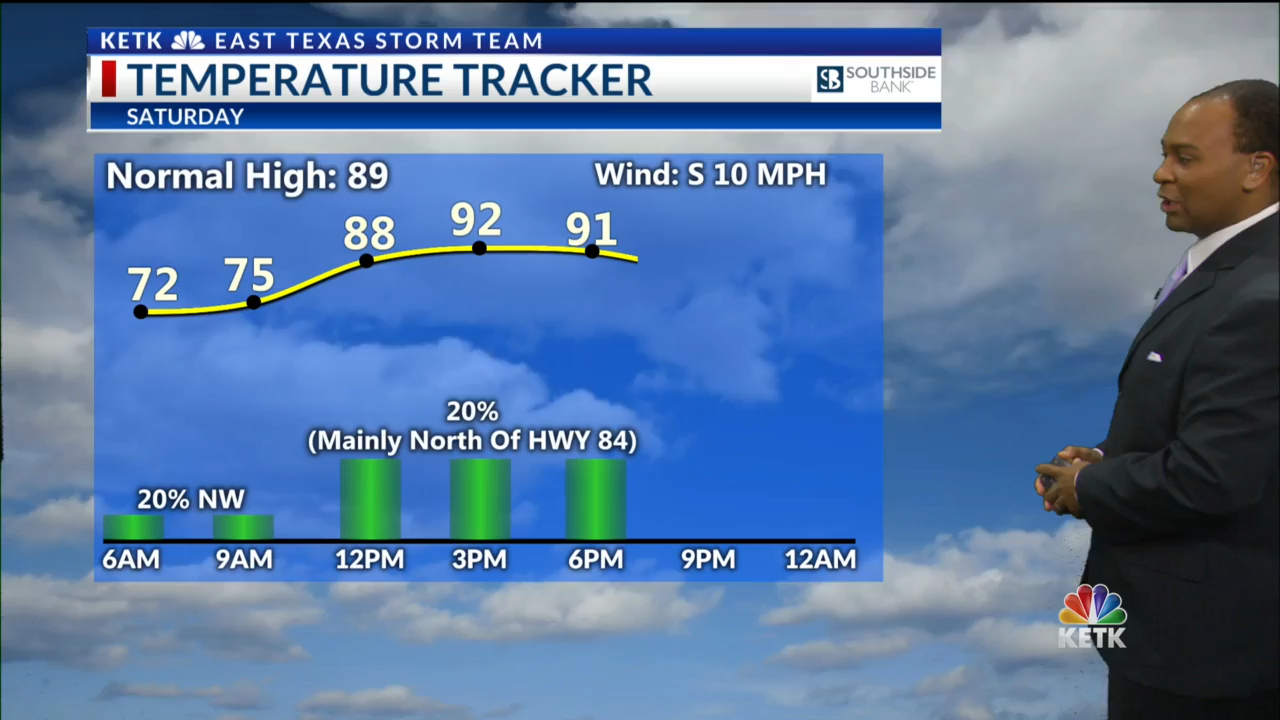 KETK EAST TEXAS STORM TEAM
TEMPERATURE TRACKER
SB SOUTHSIDE
BANK
SATURDAY
Normal High: 89 Wind: S 10 MPH
72 75 88 92 91
20%
(Mainly North Of HWY 84)
20% NW
6AM 9AM 12PM 3PM 6PM 9PM 12AM
KETK